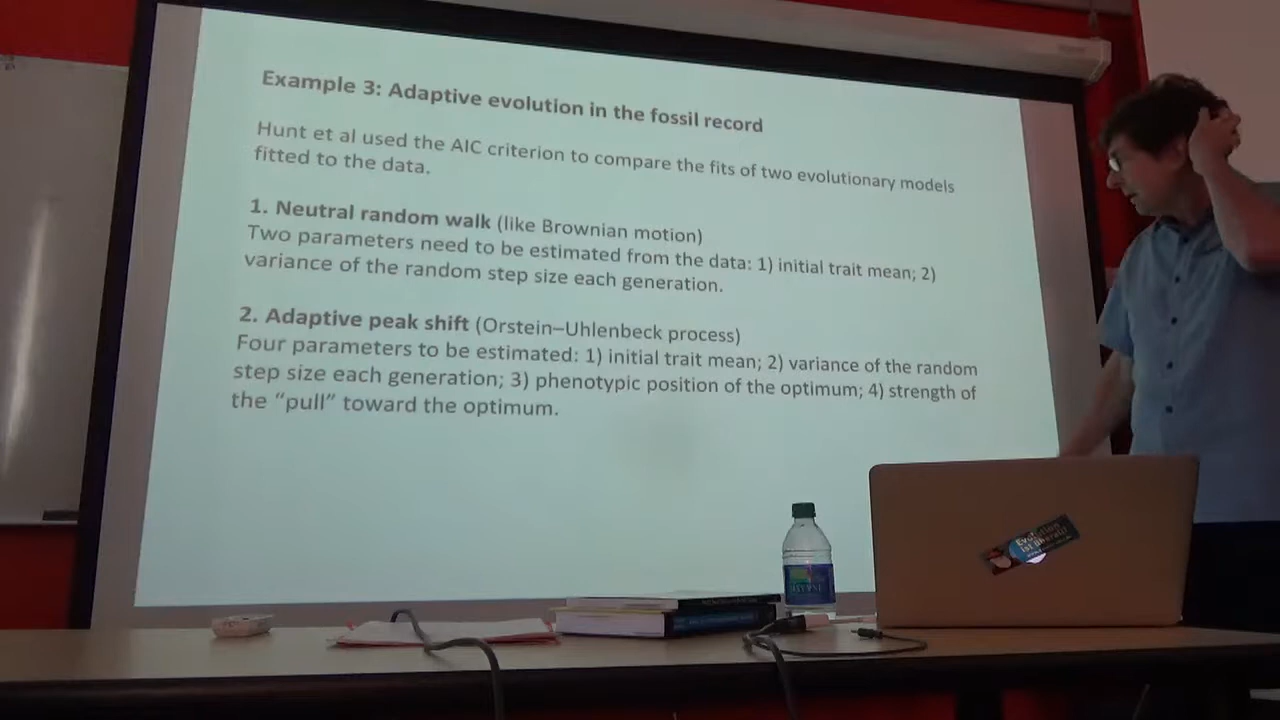 Example 3: Adaptive evolution in the fossil record
Hunt et al used the AIC criterion to compare the fits of two evolutionary models
fitted to the data.
1. Neutral random walk (like Brownian motion)
Two parameters need to be estimated from the data: 1) initial trait mean; 2)
variance of the random step size each generation.
2. Adaptive peak shift (Orstein–Uhlenbeck process)
Four parameters to be estimated: 1) initial trait mean; 2) variance of the random
step size each generation; 3) phenotypic position of the optimum; 4) strength of
the “pull” toward the optimum.
Evolution